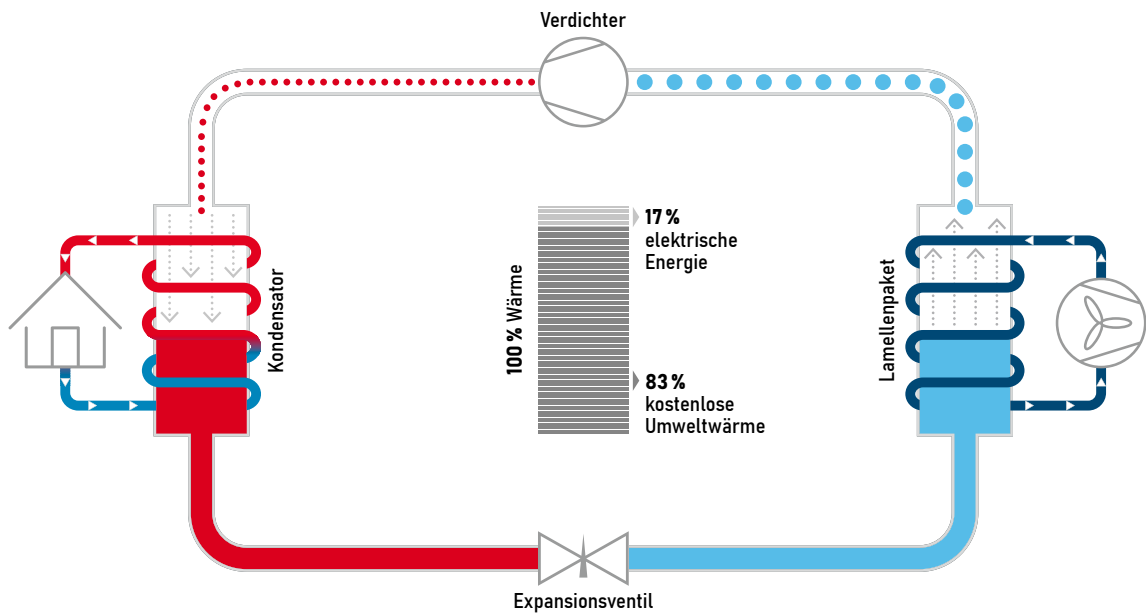 Verdichter
Kondensator
100 % Wärme
17 %
elektrische
Energie
83 %
kostenlose
Umweltwärme
Lamellenpaket
Expansionsventil